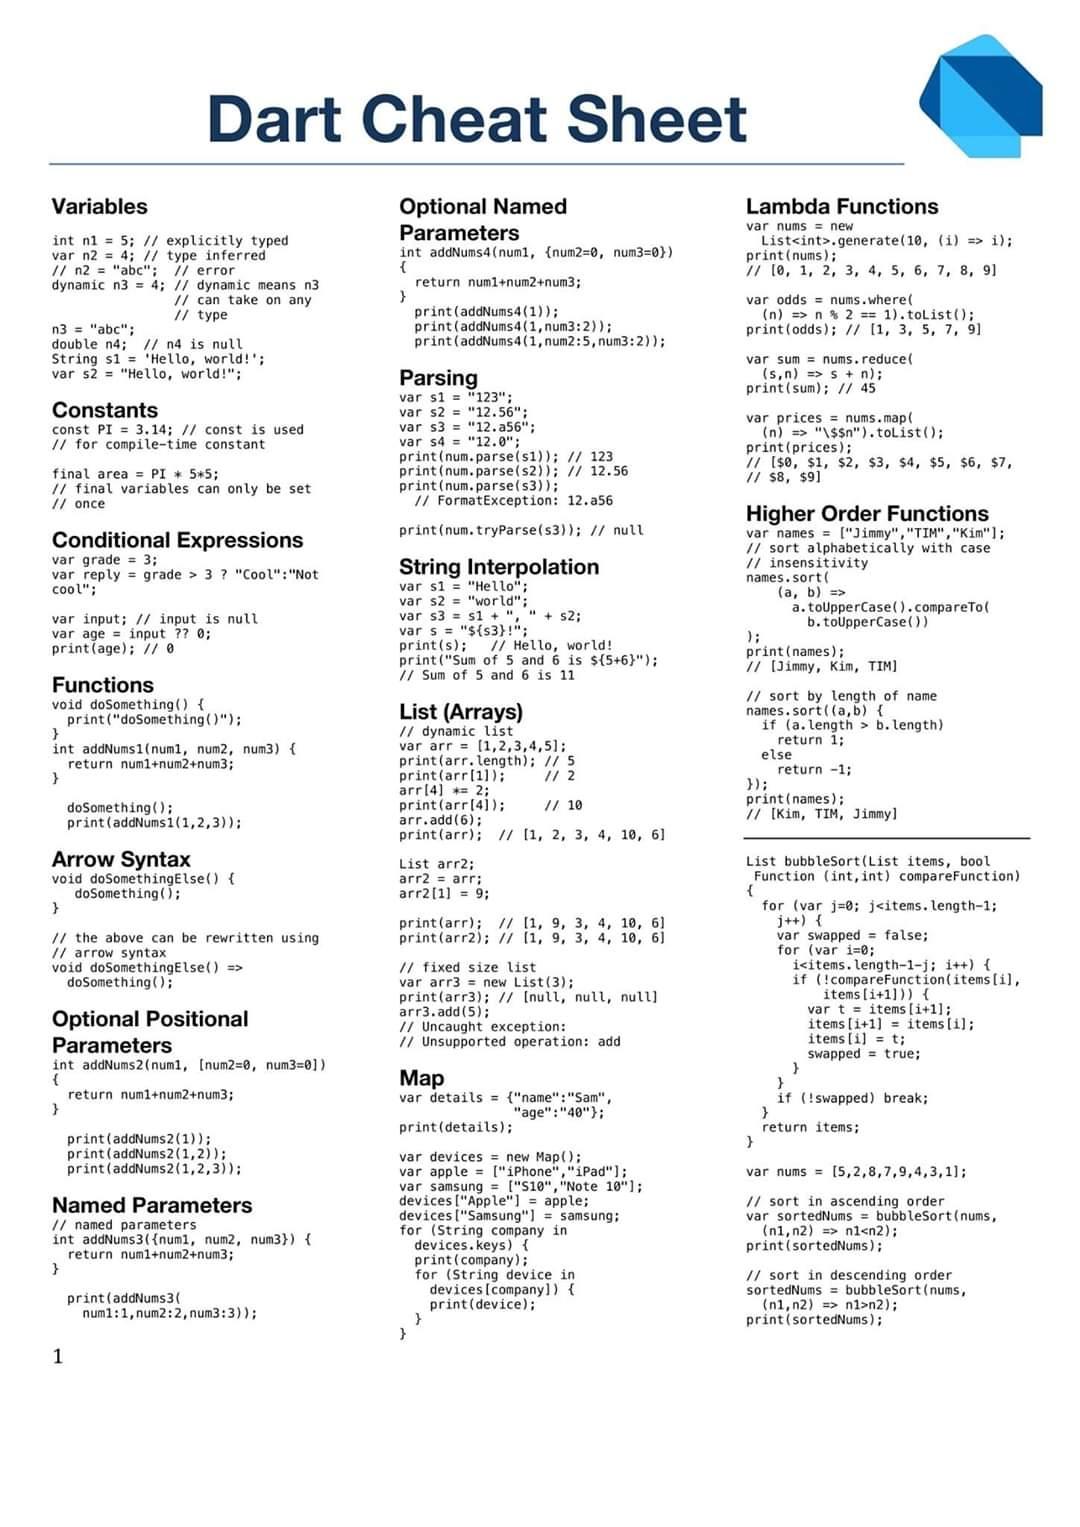 Dart Cheat Sheet
Variables
int n1 = 5; // explicitly typed
var n2 = 4; // type inferred
// n2 = "abc";  // error
dynamic n3 = 4; // dynamic means n3
                // can take on any
                // type
n3 = "abc";
double n4;  // n4 is null
String s1 = 'Hello, world!';
var s2 = "Hello, world!";
Constants
const PI = 3.14; // const is used
// for compile-time constant
final area = PI * 5*5;
// final variables can only be set
// once
Conditional Expressions
var grade = 3;
var reply = grade > 3 ? "Cool":"Not
cool";
var input; // input is null
var age = input ?? 0;
print(age); // 0
Functions
void doSomething() {
  print("doSomething()");
}
int addNums1(num1, num2, num3) {
  return num1+num2+num3;
}
  doSomething();
  print(addNums1(1,2,3));
Arrow Syntax
void doSomethingElse() {
   doSomething();
}
// the above can be rewritten using
// arrow syntax
void doSomethingElse() =>
  doSomething();
Optional Positional
Parameters
int addNums2(num1, [num2=0, num3=0])
{
  return num1+num2+num3;
}
  print(addNums2(1));
  print(addNums2(1,2));
  print(addNums2(1,2,3));
Named Parameters
// named parameters
int addNums3({num1, num2, num3}) {
  return num1+num2+num3;
}
  print(addNums3(
    num1:1,num2:2,num3:3));
Optional Named
Parameters
int addNums4(num1, {num2=0, num3=0})
{
  return num1+num2+num3;
}
  print(addNums4(1));
  print(addNums4(1,num3:2));
  print(addNums4(1,num2:5,num3:2));
Parsing
var s1 = "123";
var s2 = "12.56";
var s3 = "12.a56";
var s4 = "12.0";
print(num.parse(s1)); // 123
print(num.parse(s2)); // 12.56
print(num.parse(s3));
  // FormatException: 12.a56
print(num.tryParse(s3)); // null
String Interpolation
var s1 = "Hello";
var s2 = "world";
var s3 = s1 + ", " + s2;
var s = "${s3}!";
print(s);   // Hello, world!
print("Sum of 5 and 6 is ${5+6}");
// Sum of 5 and 6 is 11
List (Arrays)
// dynamic list
var arr = [1,2,3,4,5];
print(arr.length); // 5
print(arr[1]);     // 2
arr[4] *= 2;
print(arr[4]);     // 10
arr.add(6);
print(arr);  // [1, 2, 3, 4, 10, 6]
List arr2;
arr2 = arr;
arr2[1] = 9;
print(arr);  // [1, 9, 3, 4, 10, 6]
print(arr2); // [1, 9, 3, 4, 10, 6]
// fixed size list
var arr3 = new List(3);
print(arr3); // [null, null, null]
arr3.add(5);
// Uncaught exception:
// Unsupported operation: add
Map
var details = {"name":"Sam",
               "age":"40"};
print(details);
var devices = new Map();
var apple = ["iPhone","iPad"];
var samsung = ["S10","Note 10"];
devices["Apple"] = apple;
devices["Samsung"] = samsung;
for (String company in
  devices.keys) {
  print(company);
  for (String device in
    devices[company]) {
    print(device);
  }
}
Lambda Functions
var nums = new
  List<int>.generate(10, (i) => i);
print(nums);
// [0, 1, 2, 3, 4, 5, 6, 7, 8, 9]
var odds = nums.where(
  (n) => n % 2 == 1).toList();
print(odds); // [1, 3, 5, 7, 9]
var sum = nums.reduce(
  (s,n) => s + n);
print(sum); // 45
var prices = nums.map(
  (n) => "\$$n").toList();
print(prices);
// [$0, $1, $2, $3, $4, $5, $6, $7,
// $8, $9]
Higher Order Functions
var names = ["Jimmy","TIM","Kim"];
// sort alphabetically with case
// insensitivity
names.sort(
    (a, b) =>
      a.toUpperCase().compareTo(
        b.toUpperCase())
);
print(names);
// [Jimmy, Kim, TIM]
// sort by length of name
names.sort((a,b) {
  if (a.length > b.length)
    return 1;
  else
    return -1;
});
print(names);
// [Kim, TIM, Jimmy]
List bubbleSort(List items, bool
 Function (int,int) compareFunction)
{
  for (var j=0; j<items.length-1;
    j++) {
    var swapped = false;
    for (var i=0;
      i<items.length-1-j; i++) {
      if (!compareFunction(items[i],
          items[i+1])) {
        var t = items[i+1];
        items[i+1] = items[i];
        items[i] = t;
        swapped = true;
      }
    }
    if (!swapped) break;
  }
  return items;
}
var nums = [5,2,8,7,9,4,3,1];
// sort in ascending order
var sortedNums = bubbleSort(nums,
  (n1,n2) => n1<n2);
print(sortedNums);
// sort in descending order
sortedNums = bubbleSort(nums,
  (n1,n2) => n1>n2);
print(sortedNums);
1